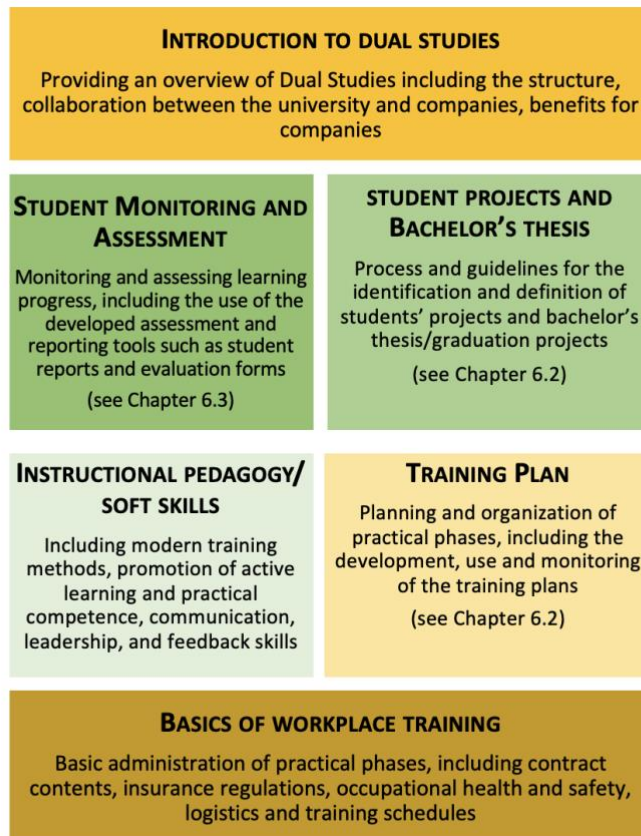 INTRODUCTION TO DUAL STUDIES
Providing an overview of Dual Studies including the structure,
collaboration between the university and companies, benefits for
companies
STUDENT MONITORING AND
ASSESSMENT
Monitoring and assessing learning
progress, including the use of the
developed assessment and
reporting tools such as student
reports and evaluation forms
(see Chapter 6.3)
STUDENT PROJECTS AND
BACHELOR'S THESIS
Process and guidelines for the
identification and definition of
students' projects and bachelor's
thesis/graduation projects
(see Chapter 6.2)
INSTRUCTIONAL PEDAGOGY/
SOFT SKILLS
Including modern training
methods, promotion of active
learning and practical
competence, communication,
leadership, and feedback skills
TRAINING PLAN
Planning and organization of
practical phases, including the
development, use and monitoring
of the training plans
(see Chapter 6.2)
BASICS OF WORKPLACE TRAINING
Basic administration of practical phases, including contract
contents, insurance regulations, occupational health and safety,
logistics and training schedules